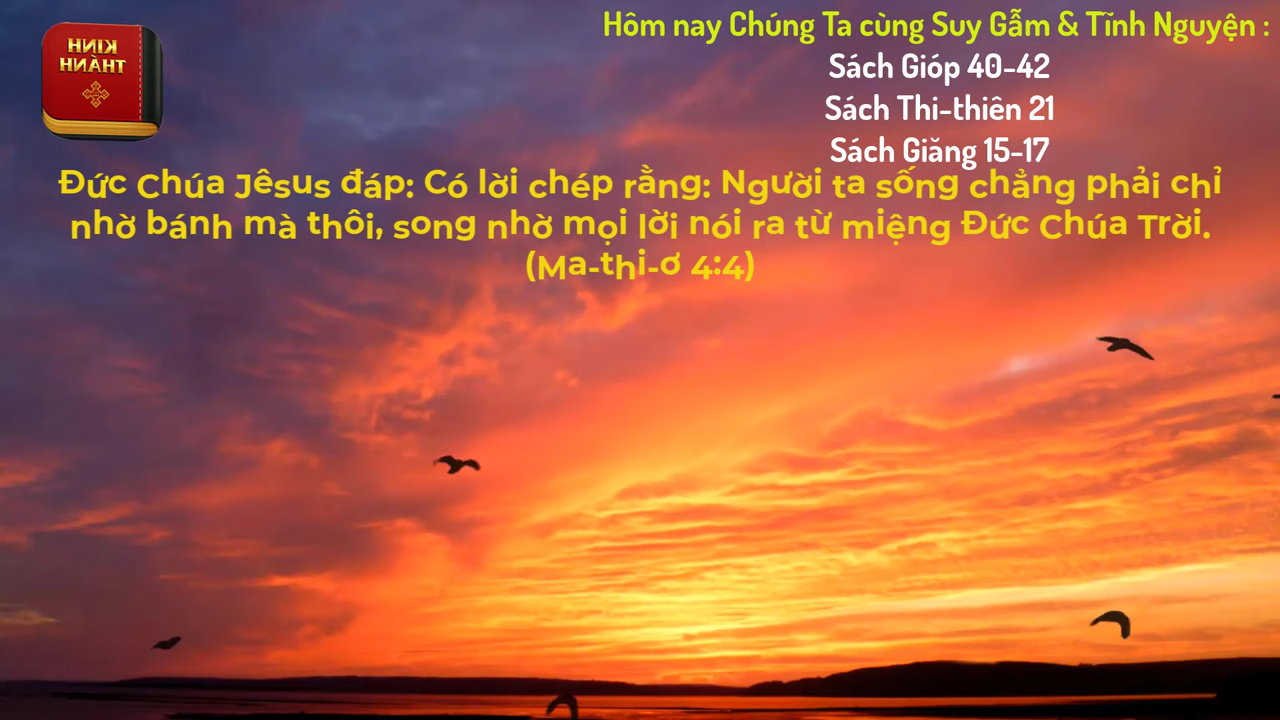 KINH
THÁNH
Hôm nay Chúng Ta cùng Suy Gẫm & Tĩnh Nguyện :
Sách Gióp 40-42
Sách Thi-thiên 21
Sách Giăng 15-17
Đức Chúa Jêsus đáp: Có lời chép rằng: Người ta sống chẳng phải chỉ
nhờ bánh mà thôi, song nhờ mọi lời nói ra từ miệng Đức Chúa Trời.
(Ma-thi-ơ 4:4)